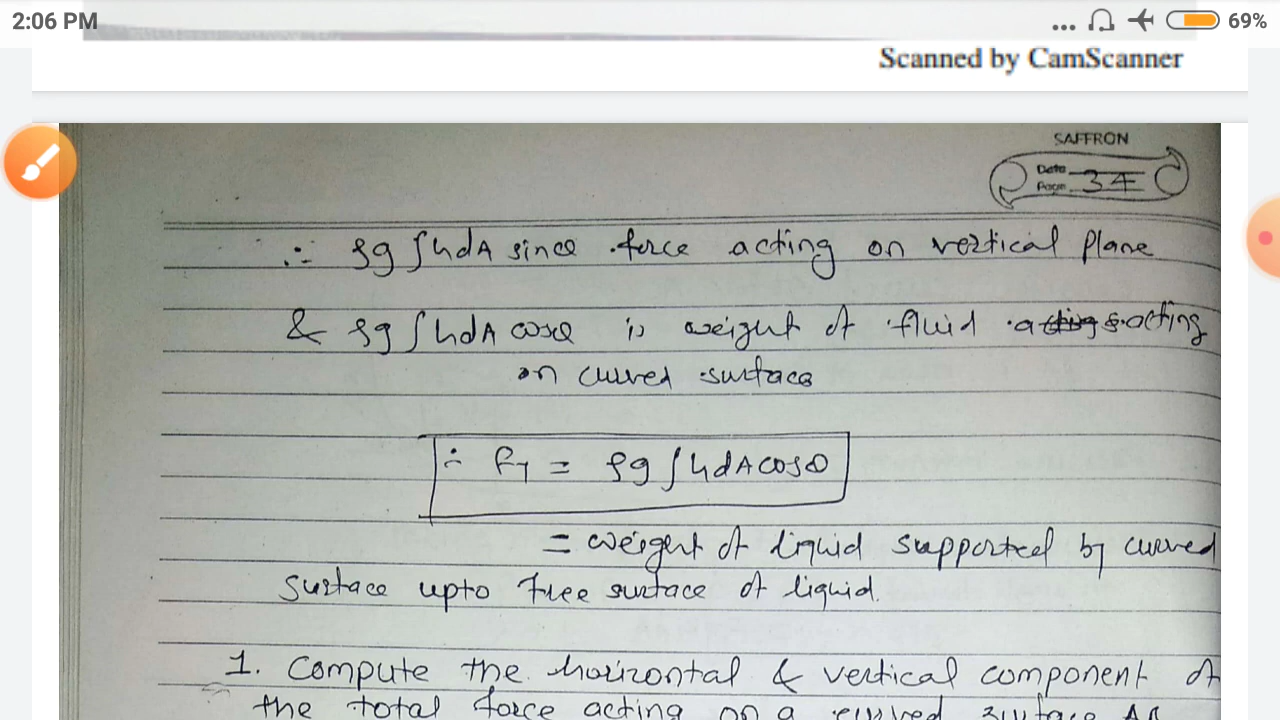 2:06 PM
... 69%
Scanned by CamScanner
SAFFRON
Date
Page 34
∴ ρg ∫hdA sinθ force acting on vertical plane
& ρg ∫hdA cosθ is weight of fluid acting
on curved surface
∴ Fy = ρg ∫hdA cosθ
= weight of liquid supported by curved
surface upto free surface of liquid.
1. Compute the horizontal & vertical component of
the total force acting on a curved surface AB